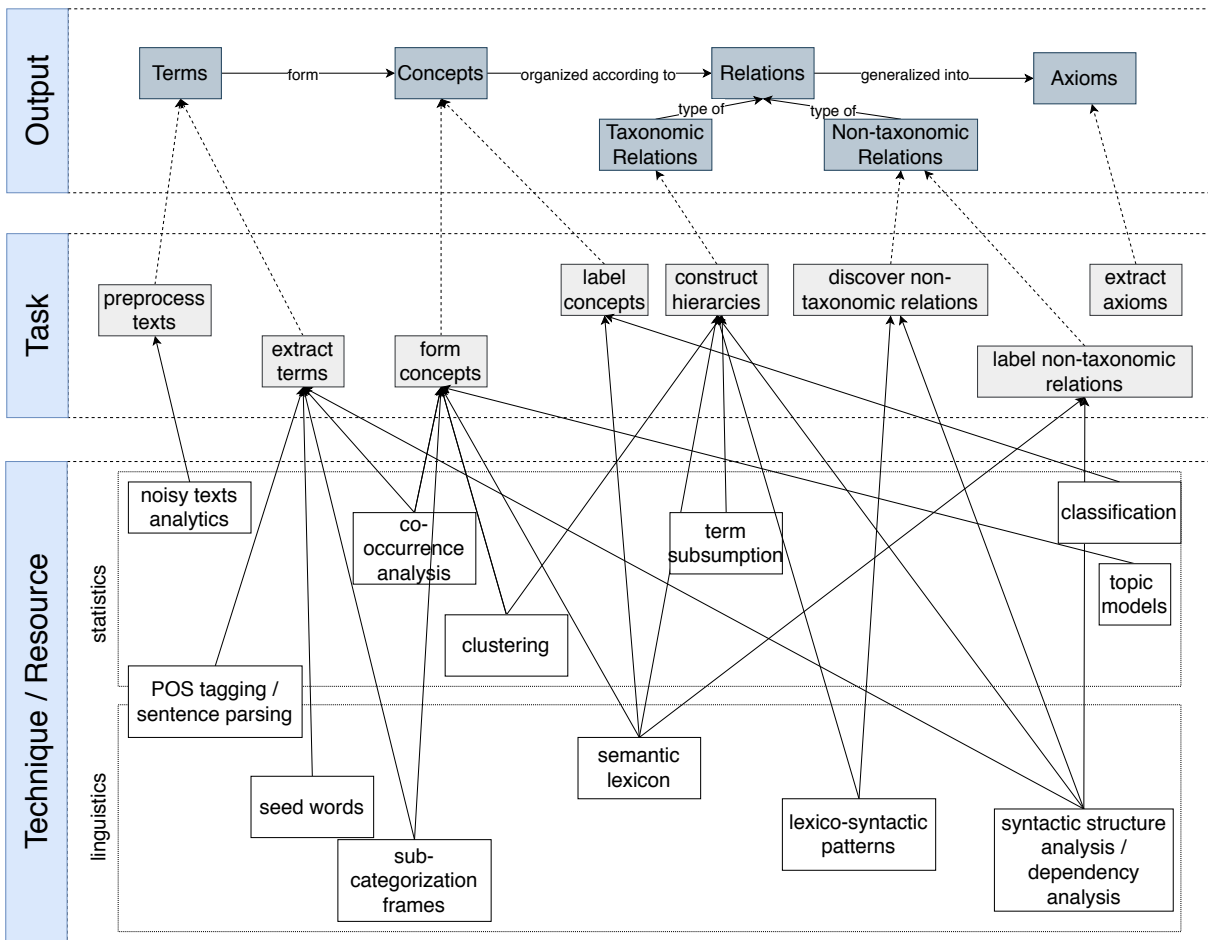 Output
Terms
form
Concepts
organized according to
Relations
generalized into
Axioms
type of
type of
Taxonomic
Relations
Non-taxonomic
Relations
Task
preprocess
texts
extract
terms
form
concepts
label
concepts
construct
hierarcies
discover non-
taxonomic relations
label non-taxonomic
relations
extract
axioms
Technique / Resource
statistics
noisy texts
analytics
co-
occurrence
analysis
clustering
term
subsumption
classification
topic
models
POS tagging /
sentence parsing
linguistics
seed words
sub-
categorization
frames
semantic
lexicon
lexico-syntactic
patterns
syntactic structure
analysis /
dependency
analysis